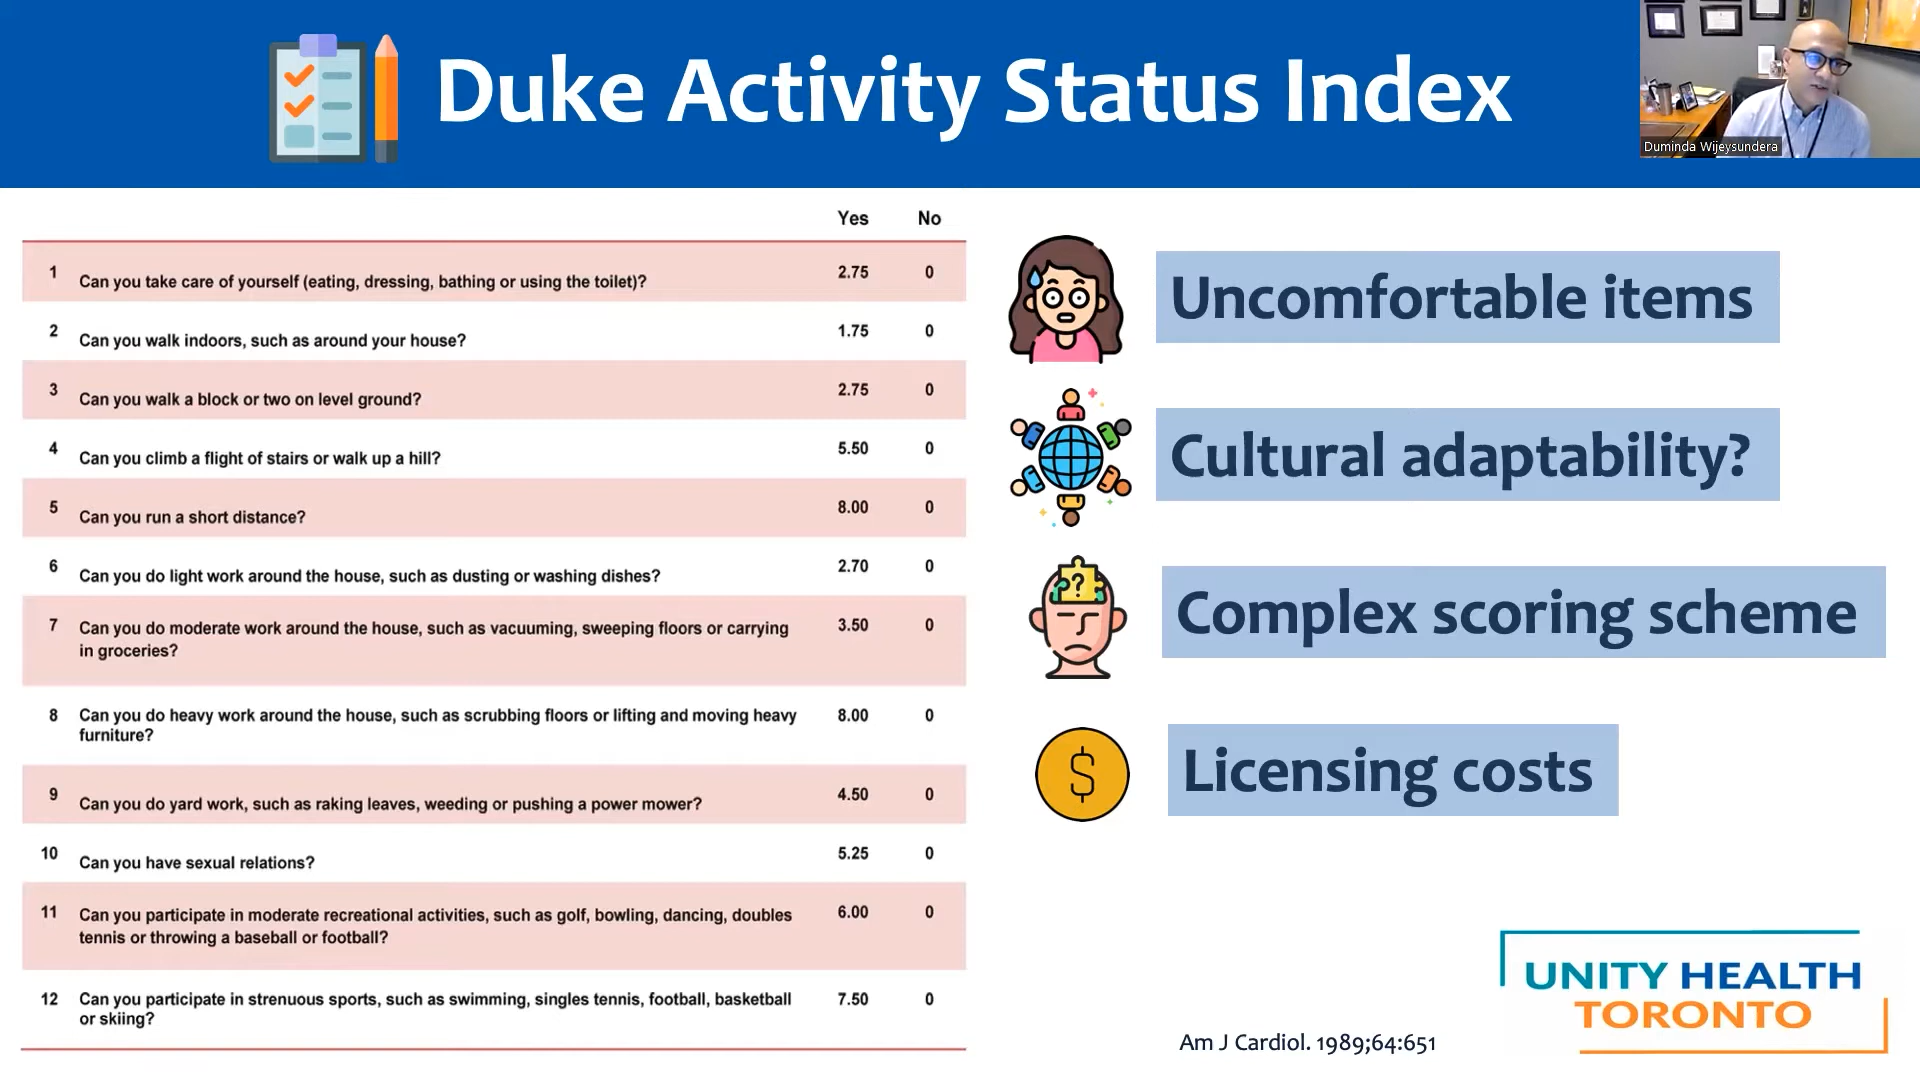 Duke Activity Status Index
Duminda Wijeysundera
Yes No
1 Can you take care of yourself (eating, dressing, bathing or using the toilet)? 2.75 0
2 Can you walk indoors, such as around your house? 1.75 0
3 Can you walk a block or two on level ground? 2.75 0
4 Can you climb a flight of stairs or walk up a hill? 5.50 0
5 Can you run a short distance? 8.00 0
6 Can you do light work around the house, such as dusting or washing dishes? 2.70 0
7 Can you do moderate work around the house, such as vacuuming, sweeping floors or carrying 3.50 0
in groceries?
8 Can you do heavy work around the house, such as scrubbing floors or lifting and moving heavy 8.00 0
furniture?
9 Can you do yard work, such as raking leaves, weeding or pushing a power mower? 4.50 0
10 Can you have sexual relations? 5.25 0
11 Can you participate in moderate recreational activities, such as golf, bowling, dancing, doubles 6.00 0
tennis or throwing a baseball or football?
12 Can you participate in strenuous sports, such as swimming, singles tennis, football, basketball 7.50 0
or skiing?
Uncomfortable items
Cultural adaptability?
?
Complex scoring scheme
$
Licensing costs
Am J Cardiol. 1989;64:651
UNITY HEALTH
TORONTO